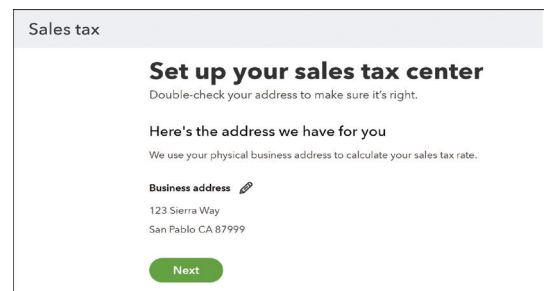 Sales tax
Set up your sales tax center
Double-check your address to make sure it's right.
Here's the address we have for you
We use your physical business address to calculate your sales tax rate.
Business address
123 Sierra Way
San Pablo CA 87999
Next